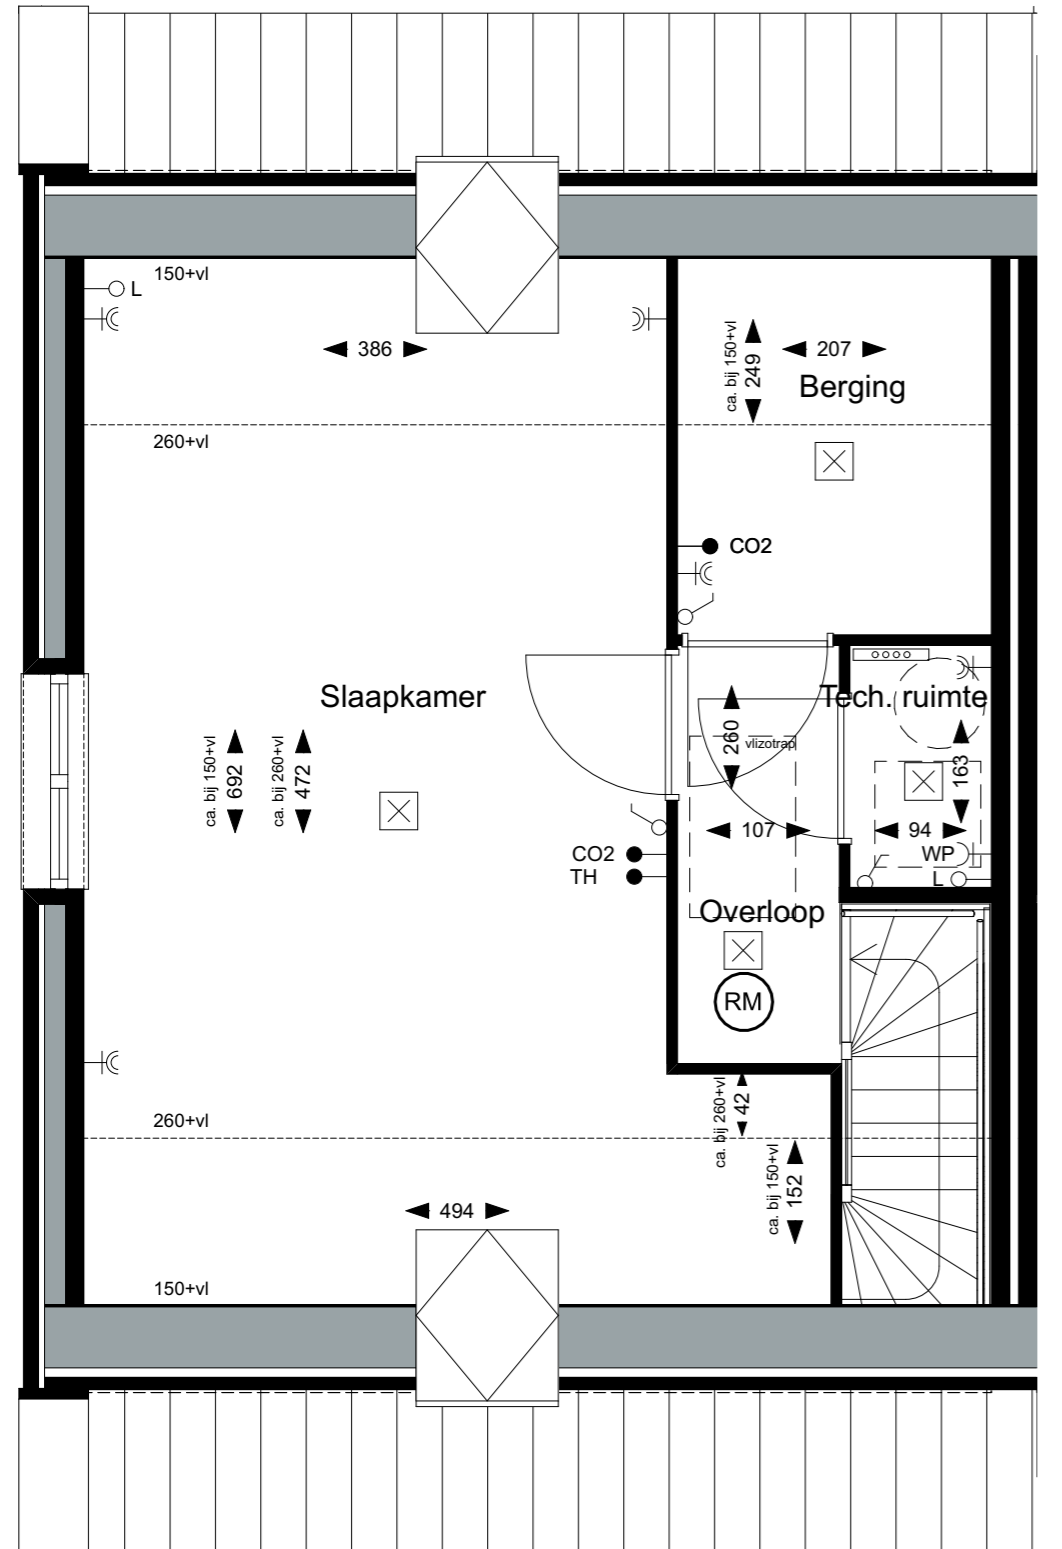 150+vl
L
386
ca. bij 150+vl
249
207
Berging
260+vl
CO2
Slaapkamer
Tech. ruimte
260
vlizotrap
163
ca. bij 150+vl
692
ca. bij 260+vl
472
107
94
CO2
TH
WP
L
Overloop
RM
260+vl
ca. bij 260+vl
42
ca. bij 150+vl
152
494
150+vl